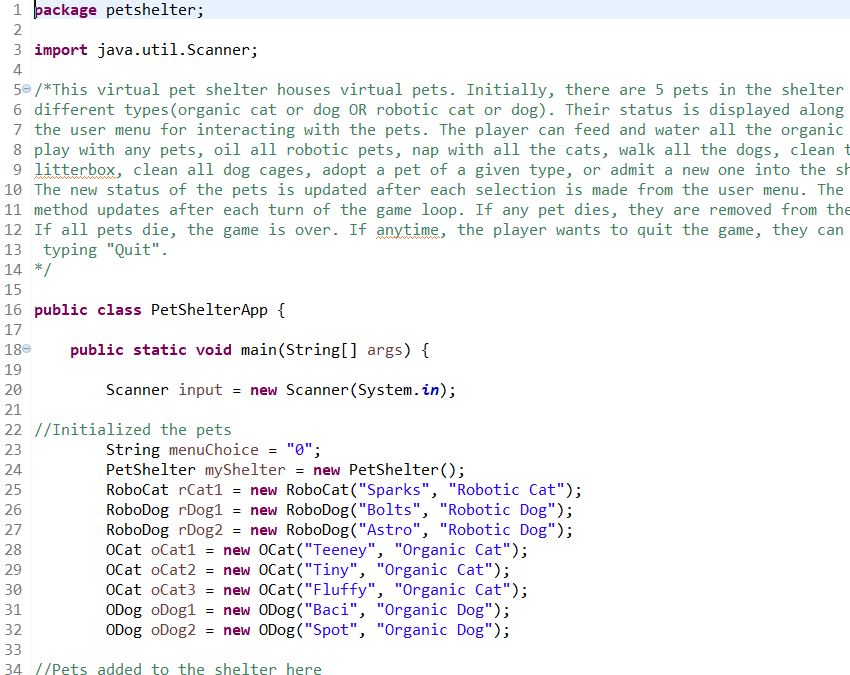 1 package petshelter;
2
3 import java.util.Scanner;
4
5 /*This virtual pet shelter houses virtual pets. Initially, there are 5 pets in the shelter
6 different types(organic cat or dog OR robotic cat or dog). Their status is displayed along
7 the user menu for interacting with the pets. The player can feed and water all the organic
8 play with any pets, oil all robotic pets, nap with all the cats, walk all the dogs, clean
9 litterbox, clean all dog cages, adopt a pet of a given type, or admit a new one into the
10 The new status of the pets is updated after each selection is made from the user menu. The
11 method updates after each turn of the game loop. If any pet dies, they are removed from the
12 If all pets die, the game is over. If anytime, the player wants to quit the game, they can
13 typing "Quit".
14 */
15
16 public class PetShelterApp {
17
18 public static void main(String[] args) {
19
20 Scanner input = new Scanner(System.in);
21
22 //Initialized the pets
23 String menuChoice = "0";
24 PetShelter myShelter = new PetShelter();
25 RoboCat rCat1 = new RoboCat("Sparks", "Robotic Cat");
26 RoboDog rDog1 = new RoboDog("Bolts", "Robotic Dog");
27 RoboDog rDog2 = new RoboDog("Astro", "Robotic Dog");
28 OCat oCat1 = new OCat("Teeney", "Organic Cat");
29 OCat oCat2 = new OCat("Tiny", "Organic Cat");
30 OCat oCat3 = new OCat("Fluffy", "Organic Cat");
31 ODog oDog1 = new ODog("Baci", "Organic Dog");
32 ODog oDog2 = new ODog("Spot", "Organic Dog");
33
34 //Pets added to the shelter here